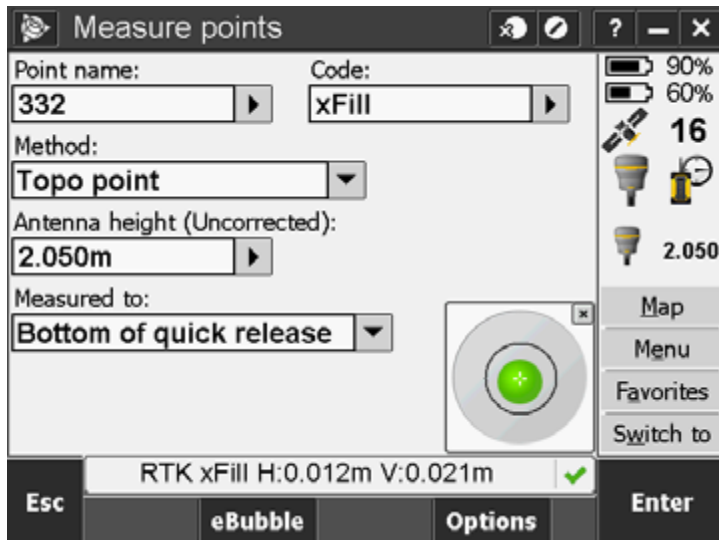 Measure points
?
Point name:
Code:
332
xFill
Method:
Topo point
Antenna height (Uncorrected):
2.050m
Measured to:
Bottom of quick release
90%
60%
16
2.050
Map
Menu
Favorites
Switch to
RTK xFill H:0.012m V:0.021m
Esc
eBubble
Options
Enter